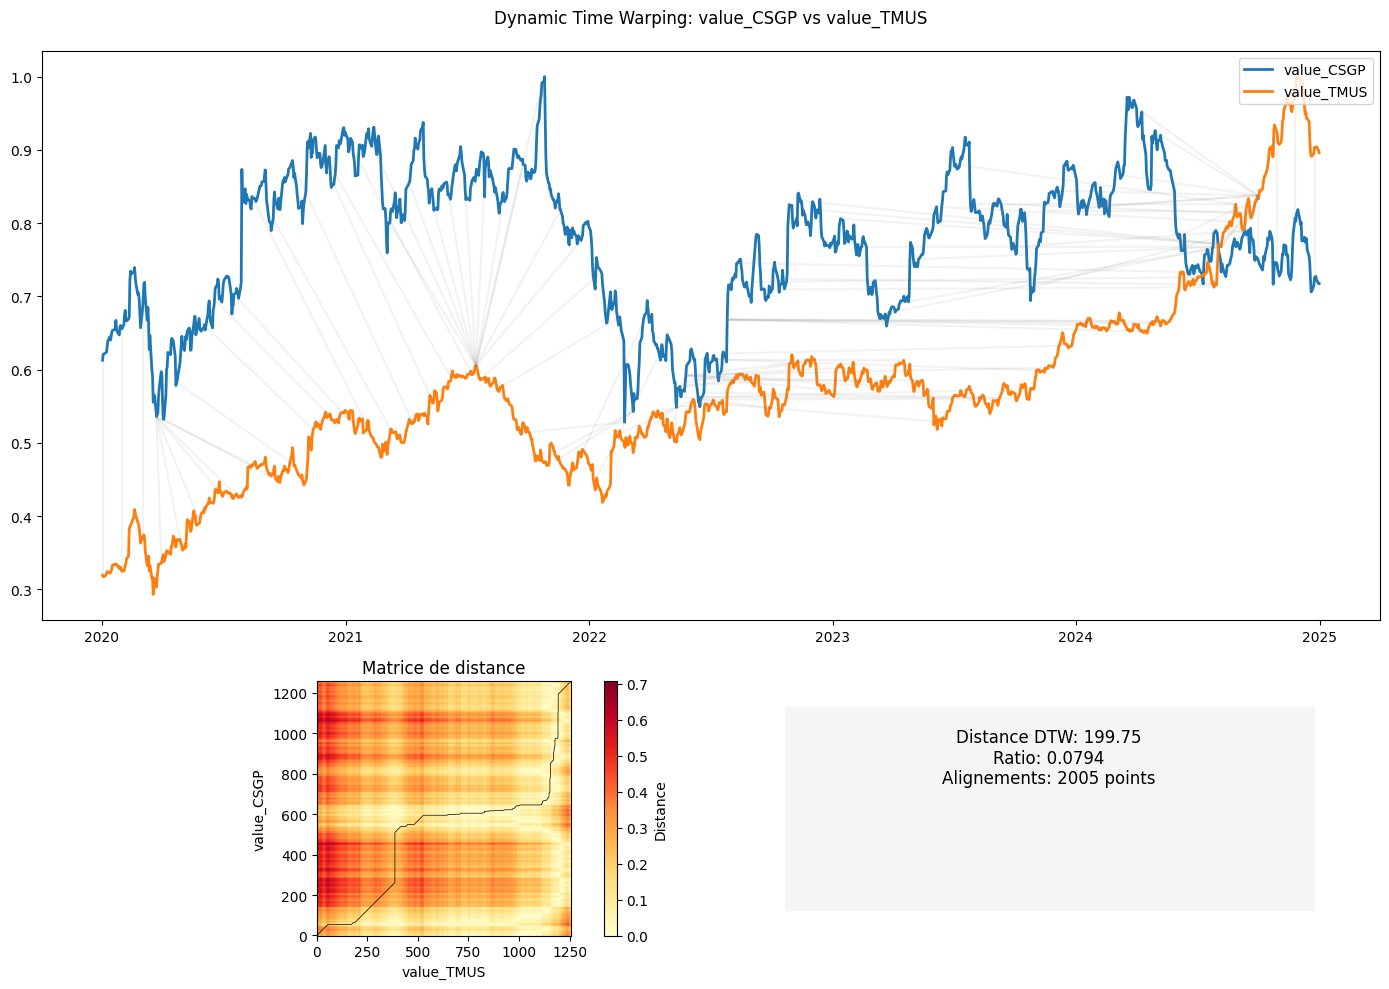 Dynamic Time Warping: value_CSGP vs value_TMUS
1.0
0.9
0.8
0.7
0.6
0.5
0.4
0.3
value_CSGP
value_TMUS
2020 2021 2022 2023 2024 2025
Matrice de distance
1200
1000
800
600
400
200
0
value_CSGP
0 250 500 750 1000 1250
value_TMUS
0.7
0.6
0.5
0.4
0.3
0.2
0.1
0.0
Distance
Distance DTW: 199.75
Ratio: 0.0794
Alignements: 2005 points